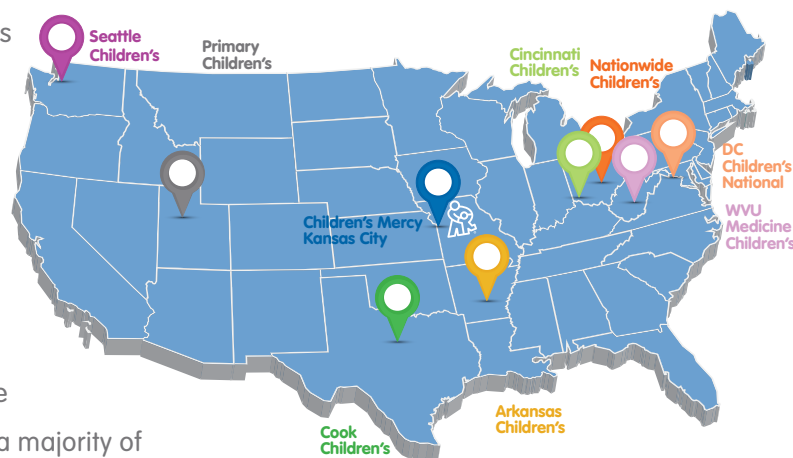 s
Seattle
Children's
Primary
Children's
Cincinnati
Children's
Nationwide
Children's
DC
Children's
National
WVU
Medicine
Children's
Children's Mercy
Kansas City
Arkansas
Children's
Cook
Children's
e
a majority of